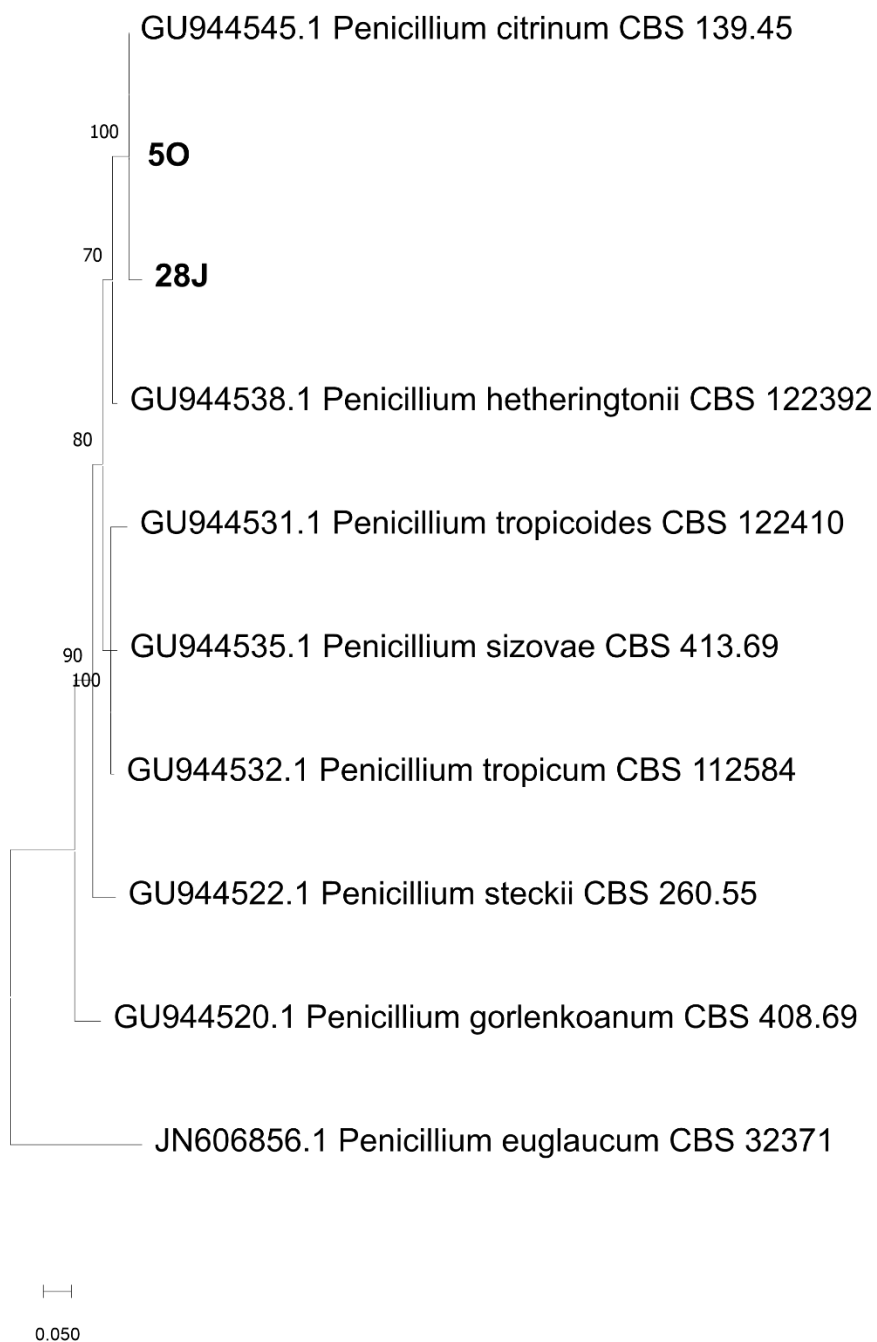 GU944545.1 Penicillium citrinum CBS 139.45
100
5O
70
28J
GU944538.1 Penicillium hetheringtonii CBS 122392
80
GU944531.1 Penicillium tropicoides CBS 122410
GU944535.1 Penicillium sizovae CBS 413.69
90
100
GU944532.1 Penicillium tropicum CBS 112584
GU944522.1 Penicillium steckii CBS 260.55
GU944520.1 Penicillium gorlenkoanum CBS 408.69
JN606856.1 Penicillium euglaucum CBS 32371
0.050